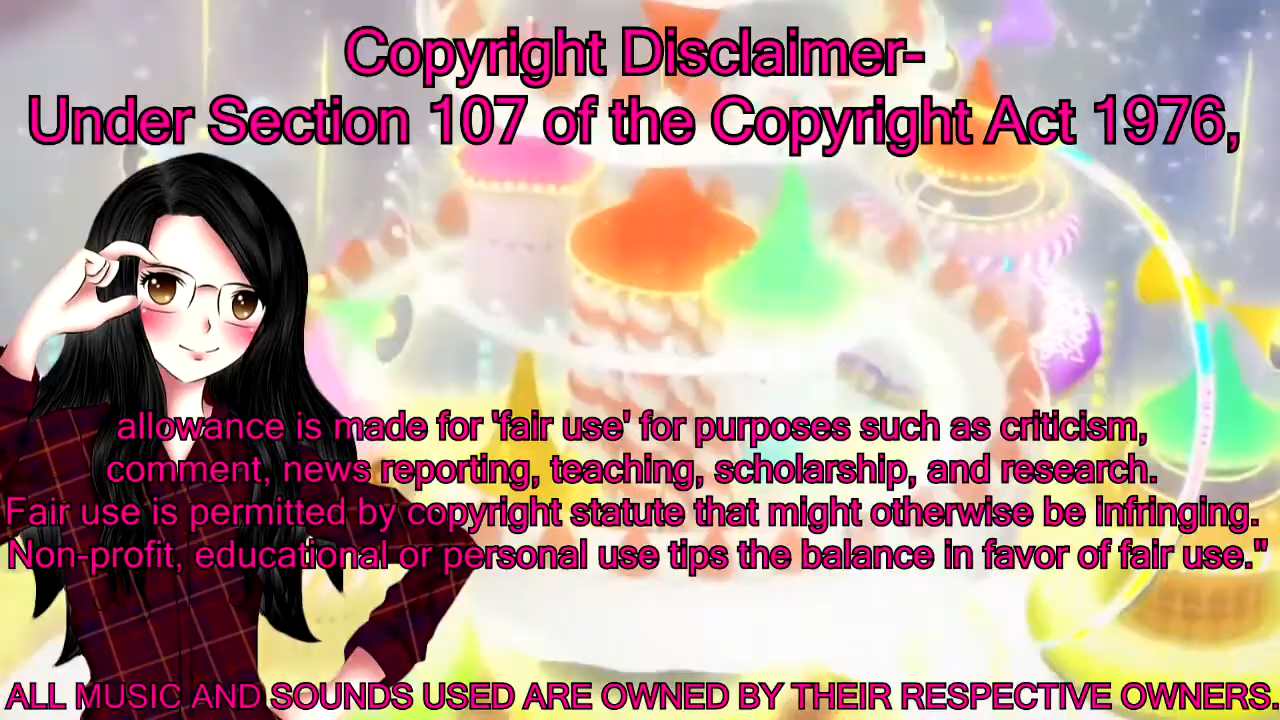 Copyright Disclaimer-
Under Section 107 of the Copyright Act 1976,
allowance is made for 'fair use' for purposes such as criticism,
comment, news reporting, teaching, scholarship, and research.
Fair use is permitted by copyright statute that might otherwise be infringing.
Non-profit, educational or personal use tips the balance in favor of fair use."
ALL MUSIC AND SOUNDS USED ARE OWNED BY THEIR RESPECTIVE OWNERS.